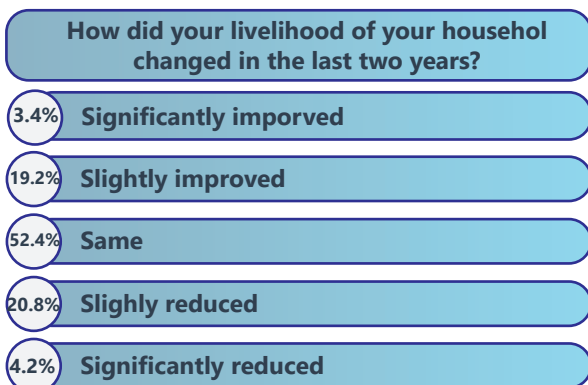 How did your livelihood of your househol
changed in the last two years?
3.4% Significantly imporved
19.2% Slightly improved
52.4% Same
20.8% Slighly reduced
4.2% Significantly reduced